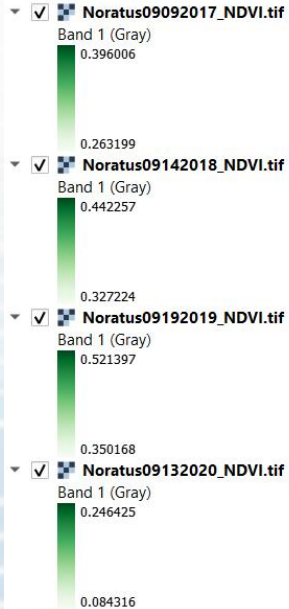 Noratus09092017_NDVI.tif
Band 1 (Gray)
0.396006
0.263199
Noratus09142018_NDVI.tif
Band 1 (Gray)
0.442257
0.327224
Noratus09192019_NDVI.tif
Band 1 (Gray)
0.521397
0.350168
Noratus09132020_NDVI.tif
Band 1 (Gray)
0.246425
0.084316